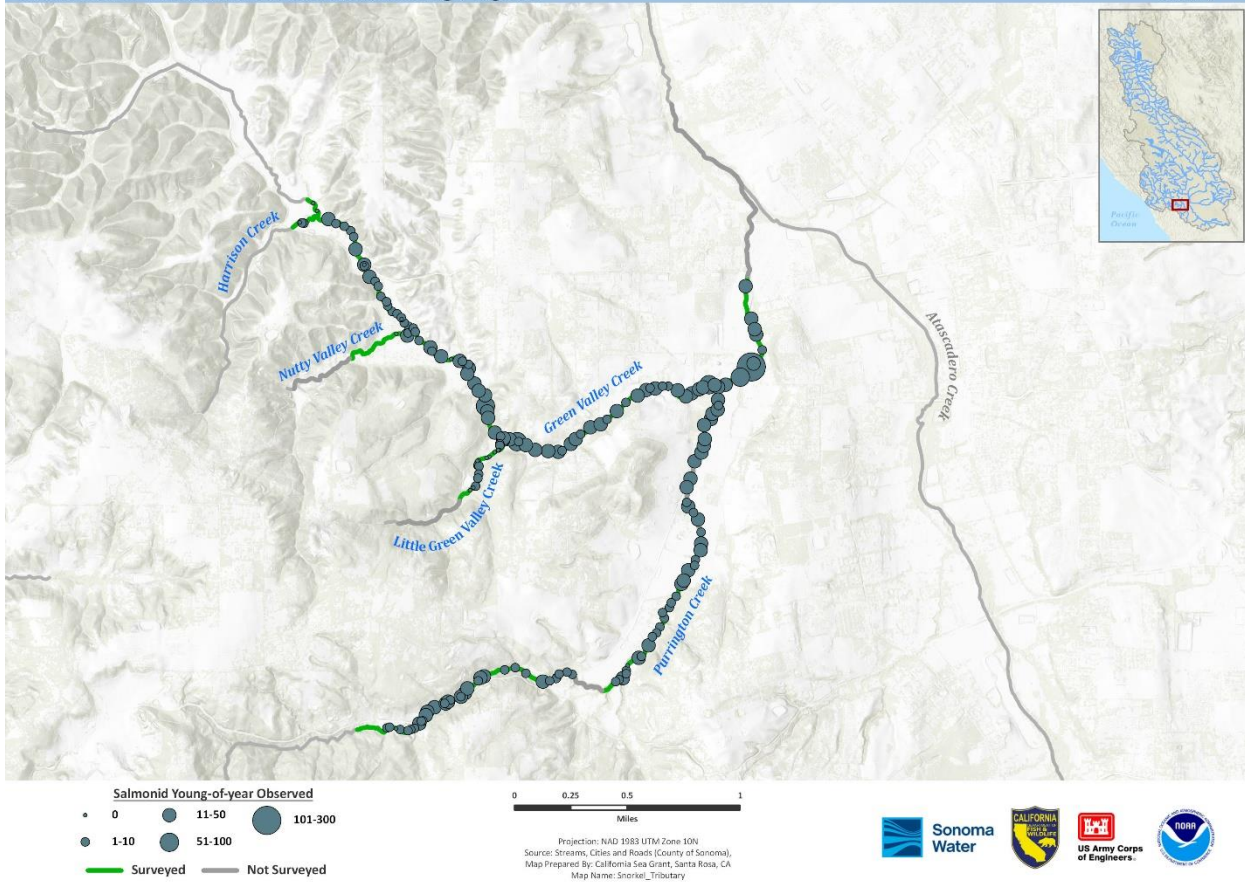 Pacific
Ocean
Harrison Creek
Nutty Valley Creek
Green Valley Creek
Atascadero Creek
Little Green Valley Creek
Purrington Creek
Salmonid Young-of-year Observed
0
11-50
101-300
1-10
51-100
Surveyed
Not Surveyed
0 0.25 0.5 1
Miles
Projection: NAD 1983 UTM Zone 10N
Source: Streams, Cities and Roads (County of Sonoma),
Map Prepared By: California Sea Grant, Santa Rosa, CA
Map Name: Snorkel_Tributary
Sonoma
Water
CALIFORNIA
FISH &
WILDLIFE
US Army Corps
of Engineers®
NOAA